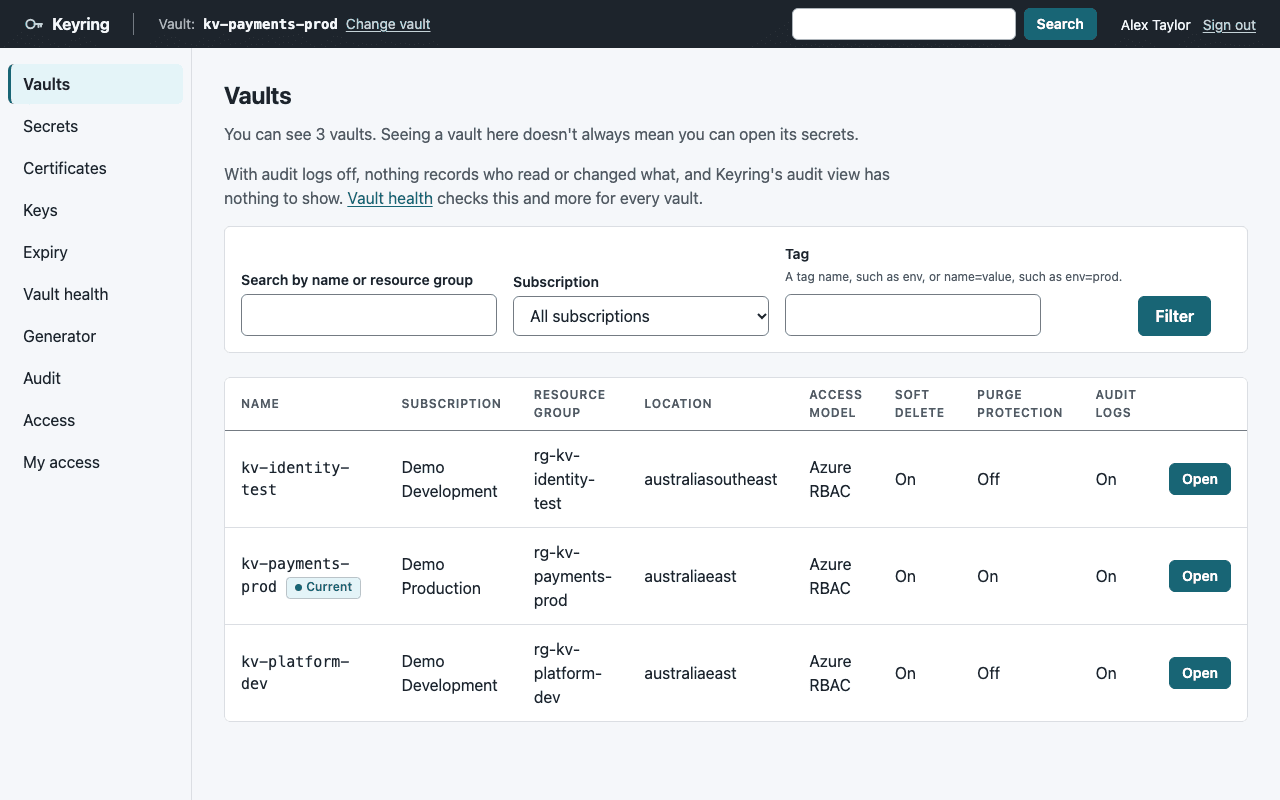 Keyring
Vault: kv-payments-prod Change vault
Search
Alex Taylor Sign out
Vaults
Secrets
Certificates
Keys
Expiry
Vault health
Generator
Audit
Access
My access
Vaults
You can see 3 vaults. Seeing a vault here doesn't always mean you can open its secrets.
With audit logs off, nothing records who read or changed what, and Keyring's audit view has
nothing to show. Vault health checks this and more for every vault.
Search by name or resource group
Subscription
All subscriptions
Tag
A tag name, such as env, or name=value, such as env=prod.
Filter
NAME
SUBSCRIPTION
RESOURCE
GROUP
LOCATION
ACCESS
MODEL
SOFT
DELETE
PURGE
PROTECTION
AUDIT
LOGS
kv-identity-
test
Demo
Development
rg-kv-
identity-
test
australiasoutheast
Azure
RBAC
On
Off
On
Open
kv-payments-
prod Current
Demo
Production
rg-kv-
payments-
prod
australiaeast
Azure
RBAC
On
On
On
Open
kv-platform-
dev
Demo
Development
rg-kv-
platform-
dev
australiaeast
Azure
RBAC
On
Off
On
Open